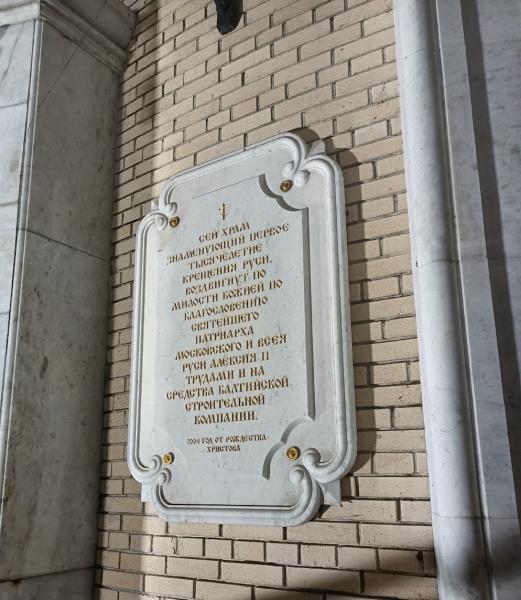 СЕЙ ХРАМ
ЗНАМЕНУЮЩИЙ ПЕРВОЕ
ТЫСЯЧЕЛЕТИЕ
КРЕЩЕНИЯ РУСИ,
ВОЗДВИГНУТ ПО
МИЛОСТИ БОЖИЕЙ ПО
БЛАГОСЛОВЕНИЮ
СВЯТЕЙШЕГО
ПАТРИАРХА
МОСКОВСКОГО И ВСЕЯ
РУСИ АЛЕКСИЯ II
ТРУДАМИ И НА
СРЕДСТВА БАЛТИЙСКОЙ
СТРОИТЕЛЬНОЙ
КОМПАНИИ.
2004 ГОД ОТ РОЖДЕСТВА
ХРИСТОВА